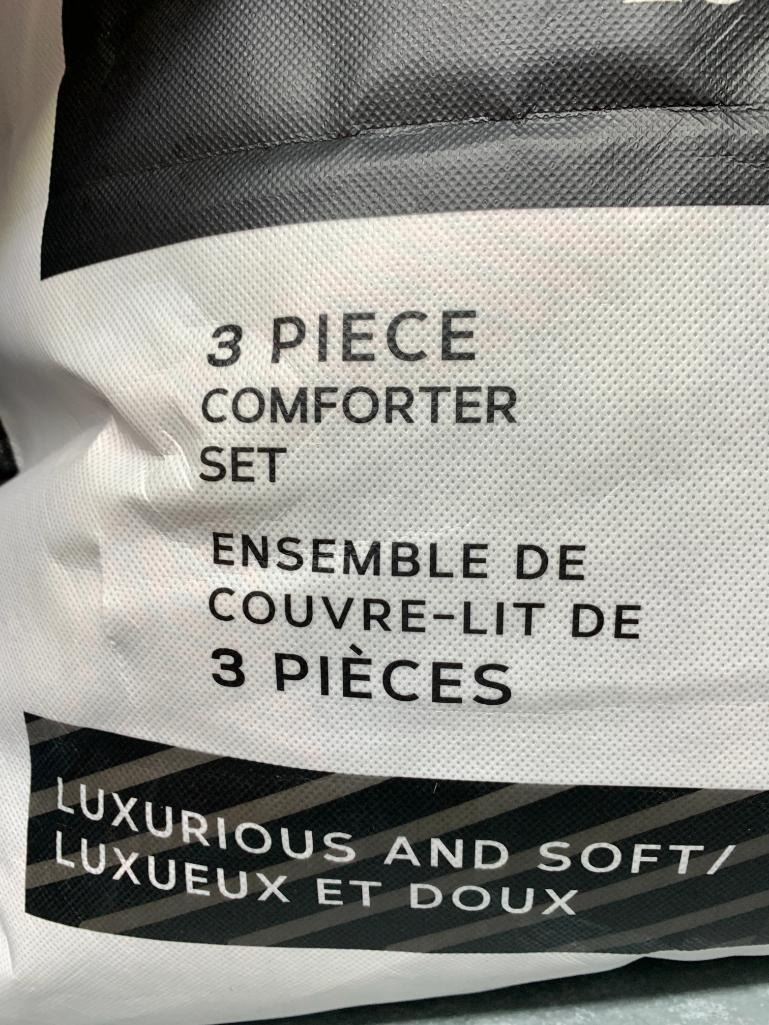 3 PIECE
COMFORTER
SET
ENSEMBLE DE
COUVRE-LIT DE
3 PIÈCES
LUXURIOUS AND SOFT/
LUXUEUX ET DOUX